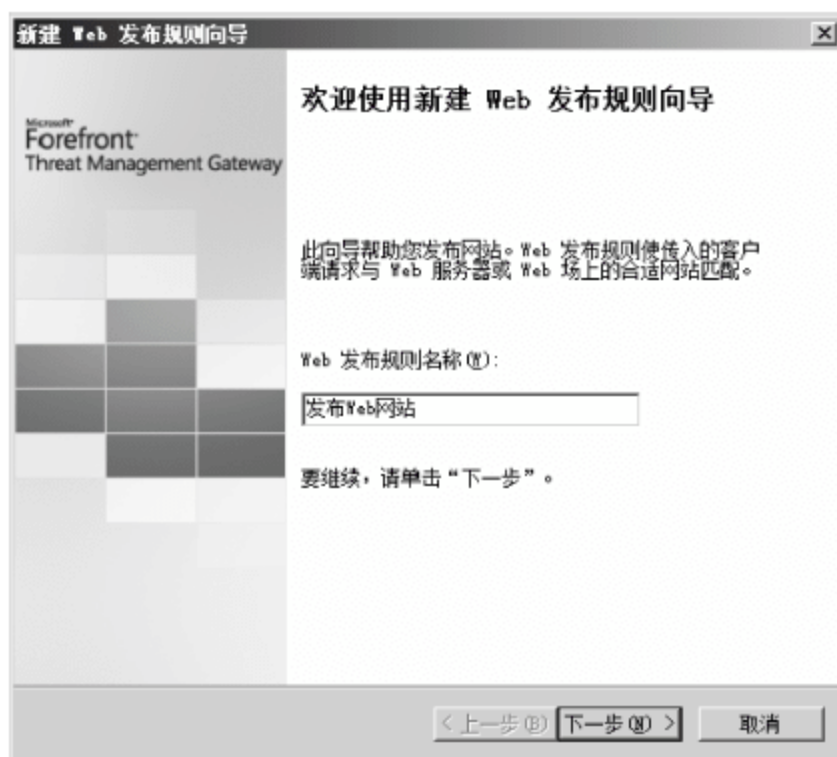 新建 Web 发布规则向导
Microsoft
Forefront
Threat Management Gateway
欢迎使用新建 Web 发布规则向导
此向导帮助您发布网站。Web 发布规则使传入的客户
端请求与 Web 服务器或 Web 场上的合适网站匹配。
Web 发布规则名称(W):
发布Web网站
要继续，请单击“下一步”。
< 上一步(B)
下一步(N) >
取消